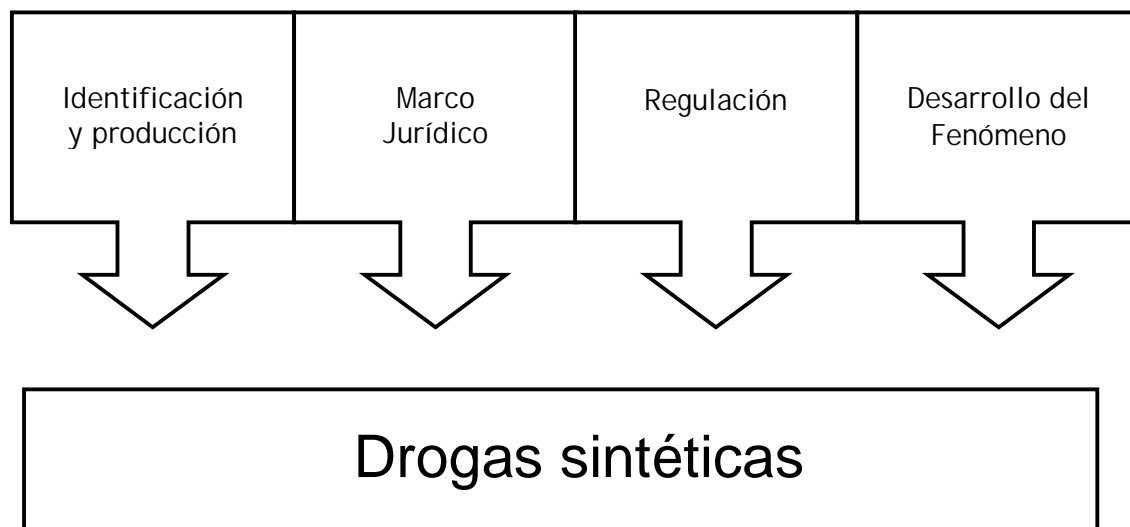 Identificación
y producción
Marco
Jurídico
Regulación
Desarrollo del
Fenómeno
Drogas sintéticas